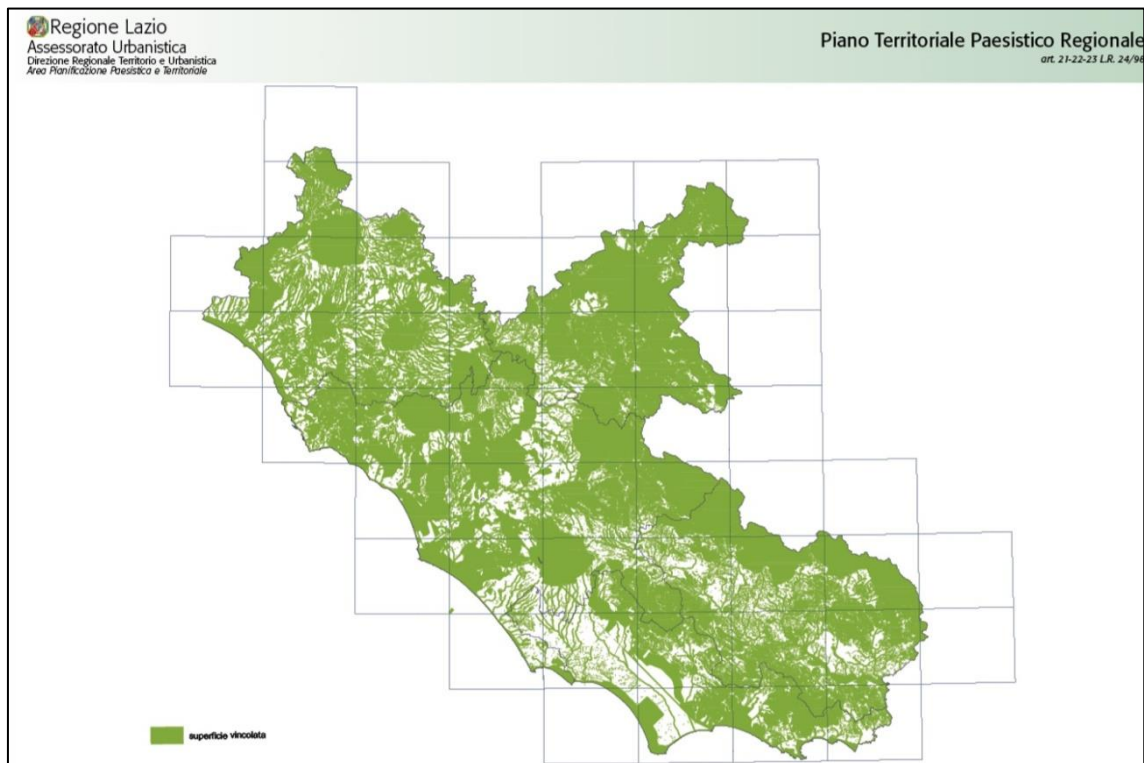 Regione Lazio
Assessorato Urbanistica
Direzione Regionale Territorio e Urbanistica
Area Pianificazione Paesistica e Territoriale
Piano Territoriale Paesistico Regionale
art. 21-22-23 L.R. 24/98
superficie vincolata